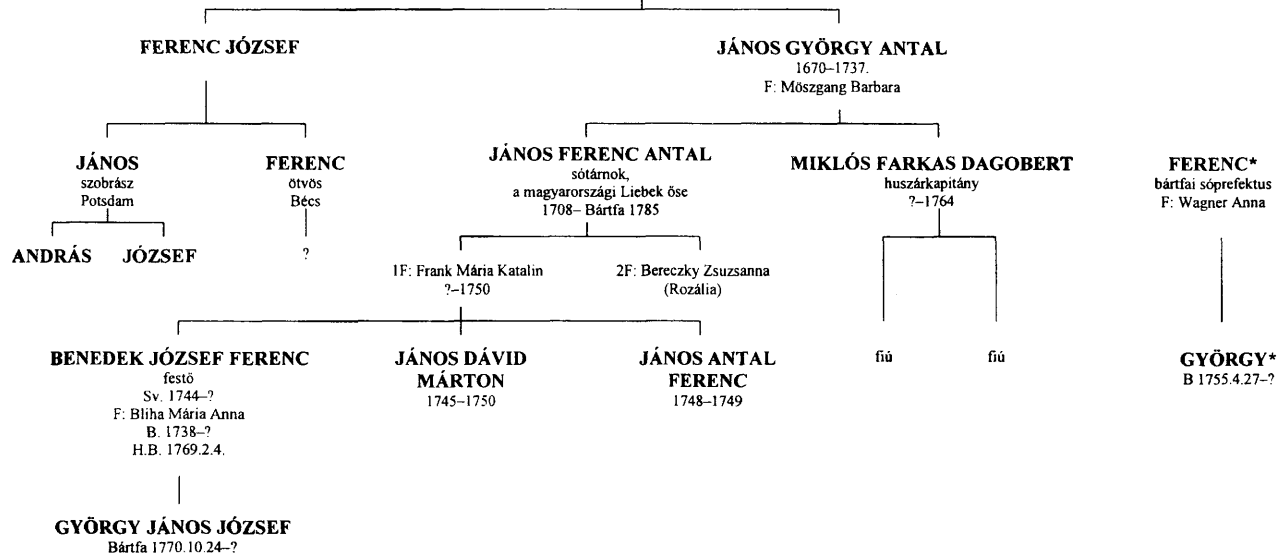 FERENC JÓZSEF
JÁNOS GYÖRGY ANTAL
1670–1737.
F: Möszgang Barbara
JÁNOS
szobrász
Potsdam
FERENC
ötvös
Bécs
JÁNOS FERENC ANTAL
sótárnok,
a magyarországi Liebek őse
1708– Bártfa 1785
MIKLÓS FARKAS DAGOBERT
huszárkapitány
?–1764
FERENC*
bártfai sóprefektus
F: Wagner Anna
ANDRÁS
JÓZSEF
?
1F: Frank Mária Katalin
?–1750
2F: Bereczky Zsuzsanna
(Rozália)
BENEDEK JÓZSEF FERENC
festő
Sv. 1744–?
F: Bliha Mária Anna
B. 1738–?
H.B. 1769.2.4.
JÁNOS DÁVID
MÁRTON
1745–1750
JÁNOS ANTAL
FERENC
1748–1749
fiú
fiú
GYÖRGY*
B 1755.4.27–?
GYÖRGY JÁNOS JÓZSEF
Bártfa 1770.10.24–?